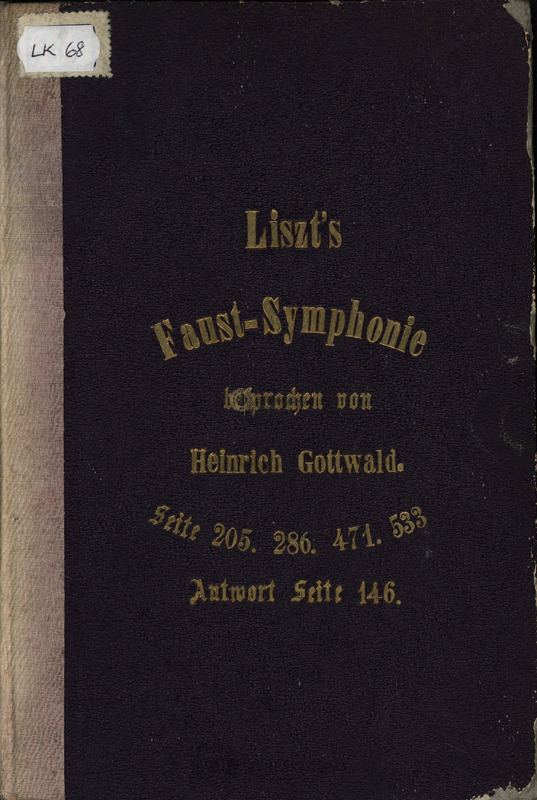 LK 68
Liszt's
Faust-Symphonie
besprochen von
Heinrich Gottwald.
Seite 205. 286. 471. 533
Antwort Seite 146.